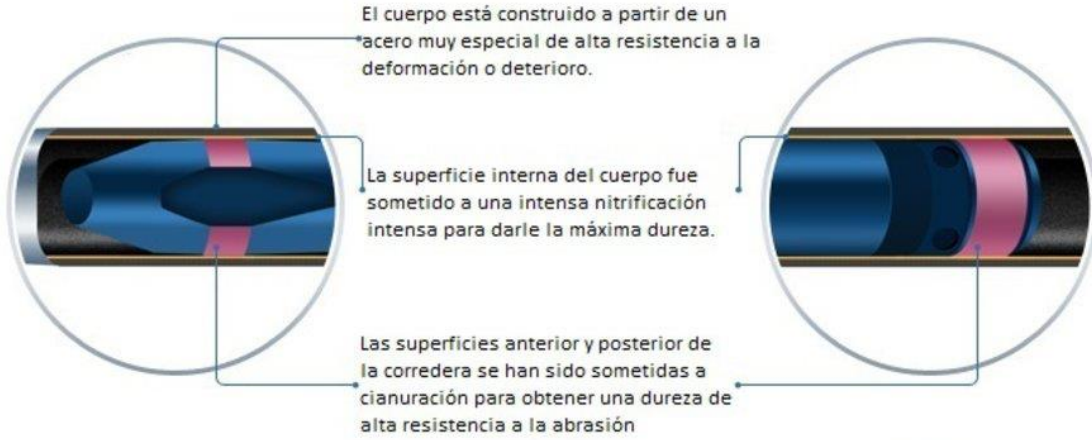 El cuerpo está construido a partir de un
acero muy especial de alta resistencia a la
deformación o deterioro.
La superficie interna del cuerpo fue
sometido a una intensa nitrificación
intensa para darle la máxima dureza.
Las superficies anterior y posterior de
la corredera se han sido sometidas a
cianuración para obtener una dureza de
alta resistencia a la abrasión